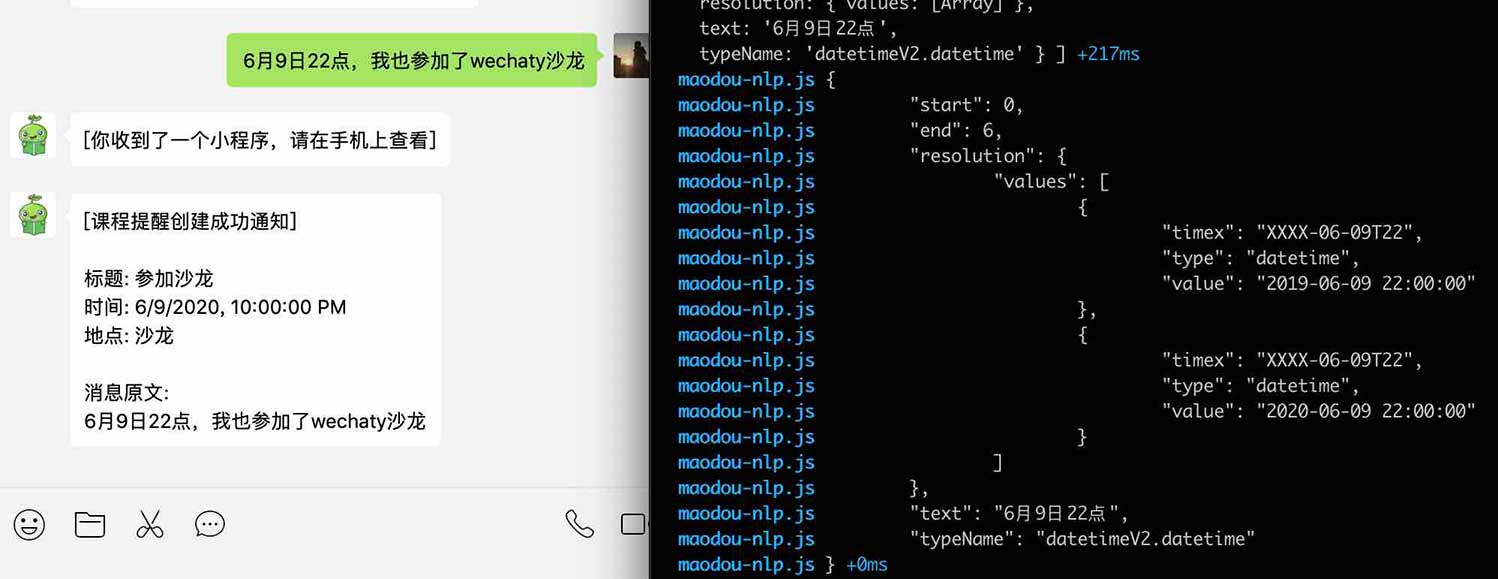 6月9日22点，我也参加了wechaty沙龙
[你收到了一个小程序，请在手机上查看]
[课程提醒创建成功通知]
标题: 参加沙龙
时间: 6/9/2020, 10:00:00 PM
地点: 沙龙
消息原文:
6月9日22点，我也参加了wechaty沙龙
resolution: { values: [Array] },
text: '6月9日22点',
typeName: 'datetimeV2.datetime' } ] +217ms
maodou-nlp.js {
maodou-nlp.js "start": 0,
maodou-nlp.js "end": 6,
maodou-nlp.js "resolution": {
maodou-nlp.js "values": [
maodou-nlp.js {
maodou-nlp.js "timex": "XXXX-06-09T22",
maodou-nlp.js "type": "datetime",
maodou-nlp.js "value": "2019-06-09 22:00:00"
maodou-nlp.js },
maodou-nlp.js {
maodou-nlp.js "timex": "XXXX-06-09T22",
maodou-nlp.js "type": "datetime",
maodou-nlp.js "value": "2020-06-09 22:00:00"
maodou-nlp.js }
maodou-nlp.js ]
maodou-nlp.js },
maodou-nlp.js "text": "6月9日22点",
maodou-nlp.js "typeName": "datetimeV2.datetime"
maodou-nlp.js } +0ms